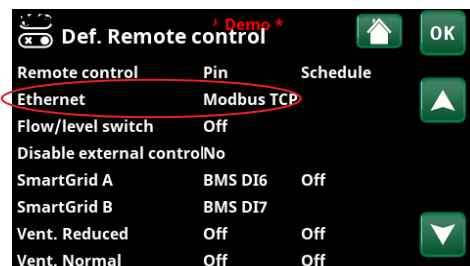 * Demo *
Def. Remote control
OK
Remote control Pin Schedule
Ethernet Modbus TCP
Flow/level switch Off
Disable external control No
SmartGrid A BMS DI6 Off
SmartGrid B BMS DI7
Vent. Reduced Off Off
Vent. Normal Off Off